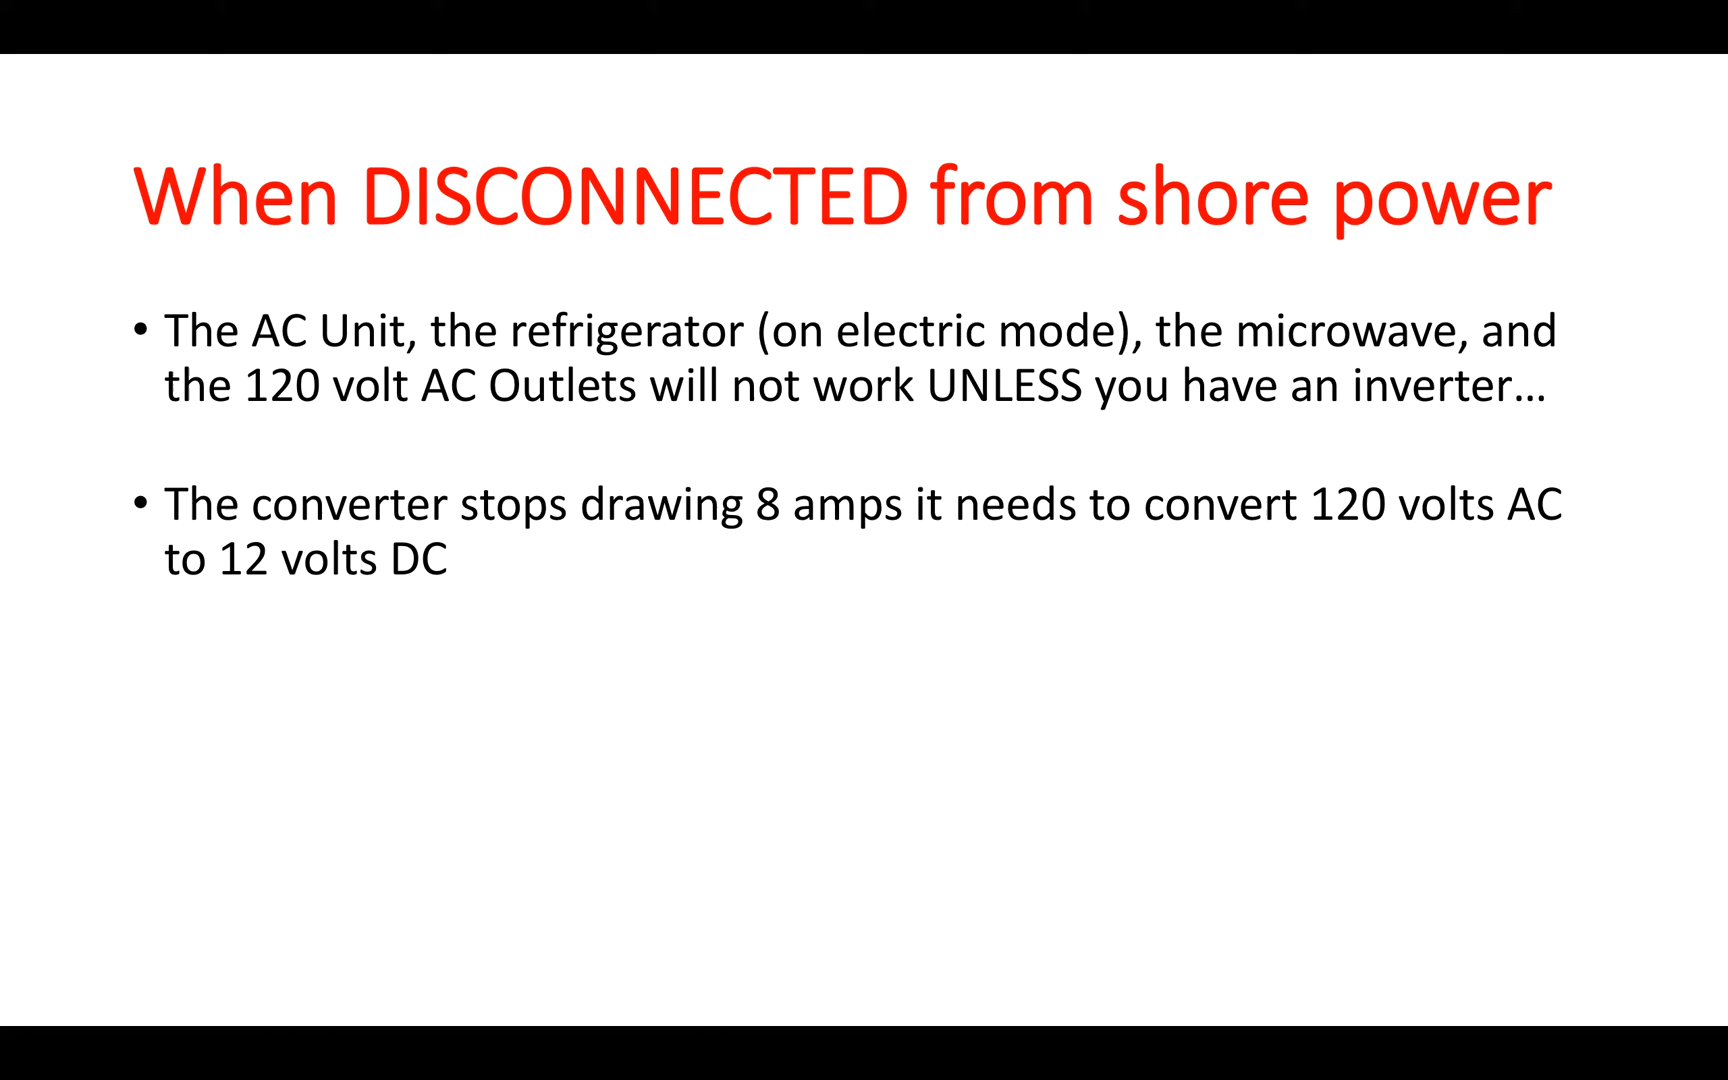 When DISCONNECTED from shore power
• The AC Unit, the refrigerator (on electric mode), the microwave, and
the 120 volt AC Outlets will not work UNLESS you have an inverter...
• The converter stops drawing 8 amps it needs to convert 120 volts AC
to 12 volts DC